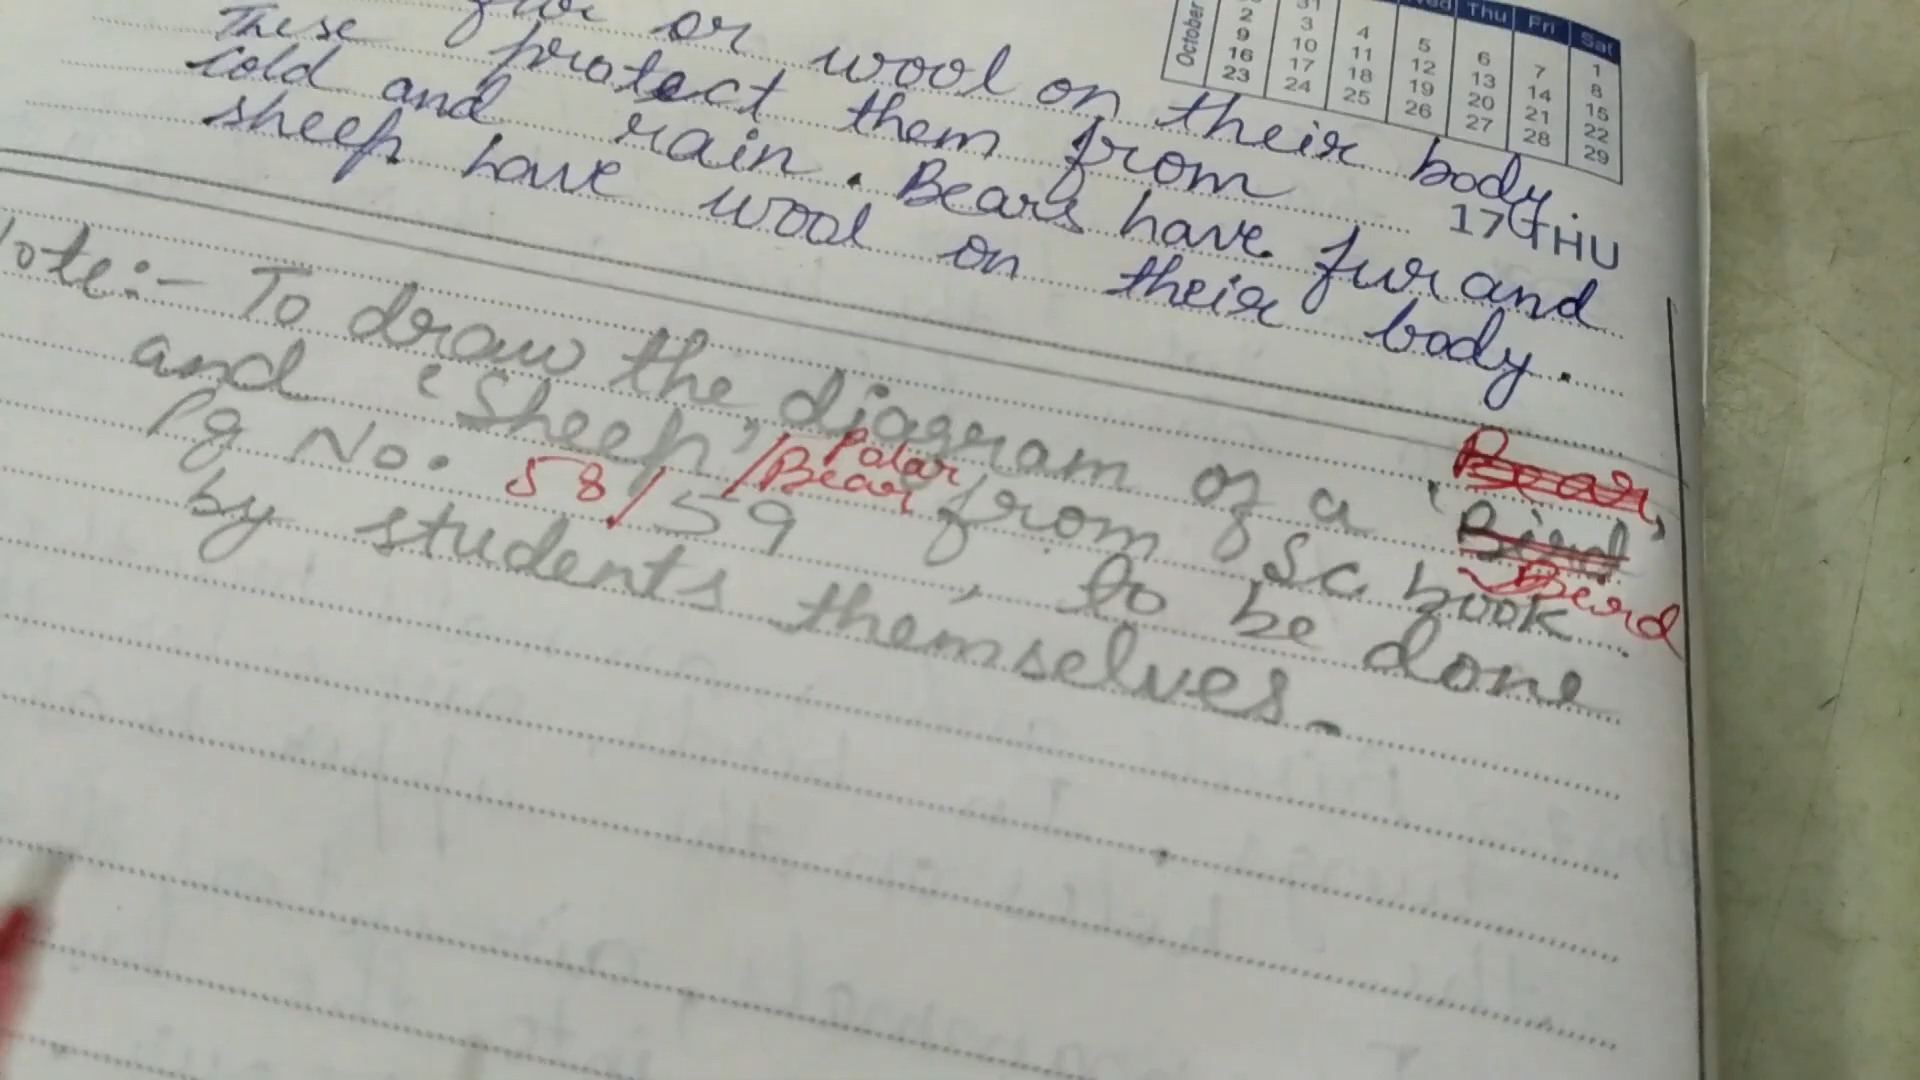 fur or wool on their body.
These protect them from
cold and rain. Bears have fur and
sheep have wool on their body.
October
Thu Fri Sat
1
2 3 4 5 6 7 8
9 10 11 12 13 14 15
16 17 18 19 20 21 22
23 24 25 26 27 28 29
17 THU
Note:- To draw the diagram of a 'Bear,
Bird'
Bird
and 'Sheep' /Polar Bear from Sc. book
Pg No. 58/59, to be done
by students themselves.